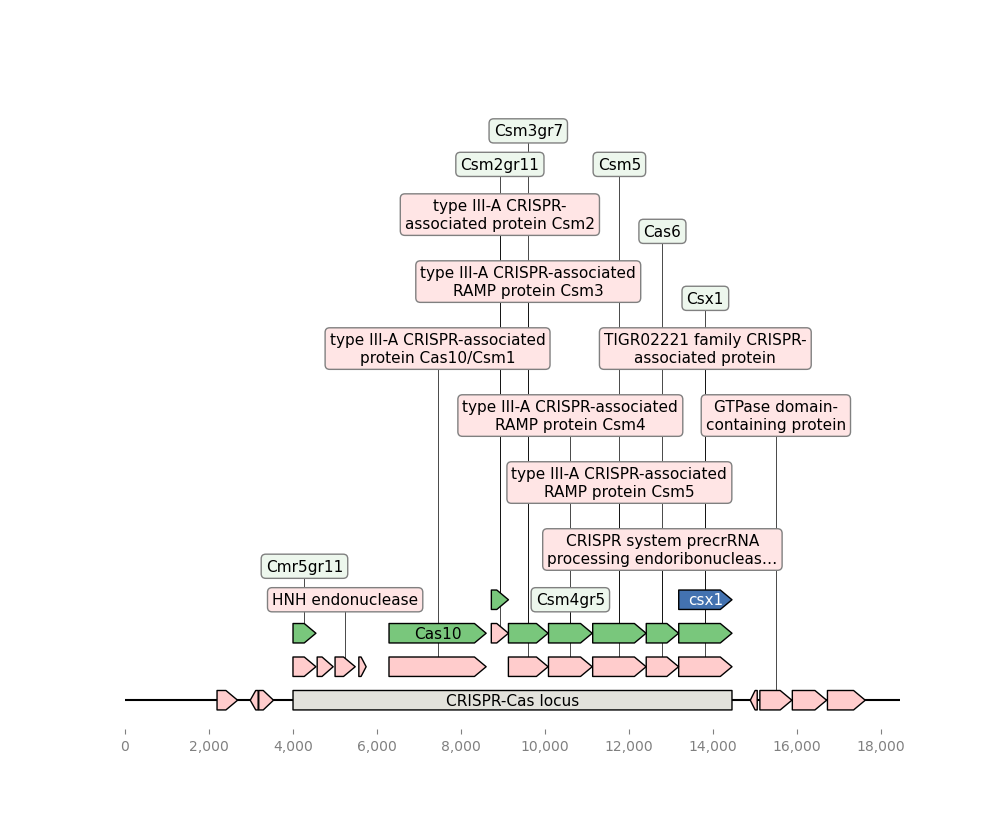 Csm3gr7
Csm2gr11
Csm5
type III-A CRISPR-
associated protein Csm2
Cas6
type III-A CRISPR-associated
RAMP protein Csm3
Csx1
type III-A CRISPR-associated
protein Cas10/Csm1
TIGR02221 family CRISPR-
associated protein
type III-A CRISPR-associated
RAMP protein Csm4
GTPase domain-
containing protein
type III-A CRISPR-associated
RAMP protein Csm5
CRISPR system precrRNA
processing endoribonucleas...
Cmr5gr11
HNH endonuclease
Csm4gr5
csx1
Cas10
CRISPR-Cas locus
0 2,000 4,000 6,000 8,000 10,000 12,000 14,000 16,000 18,000